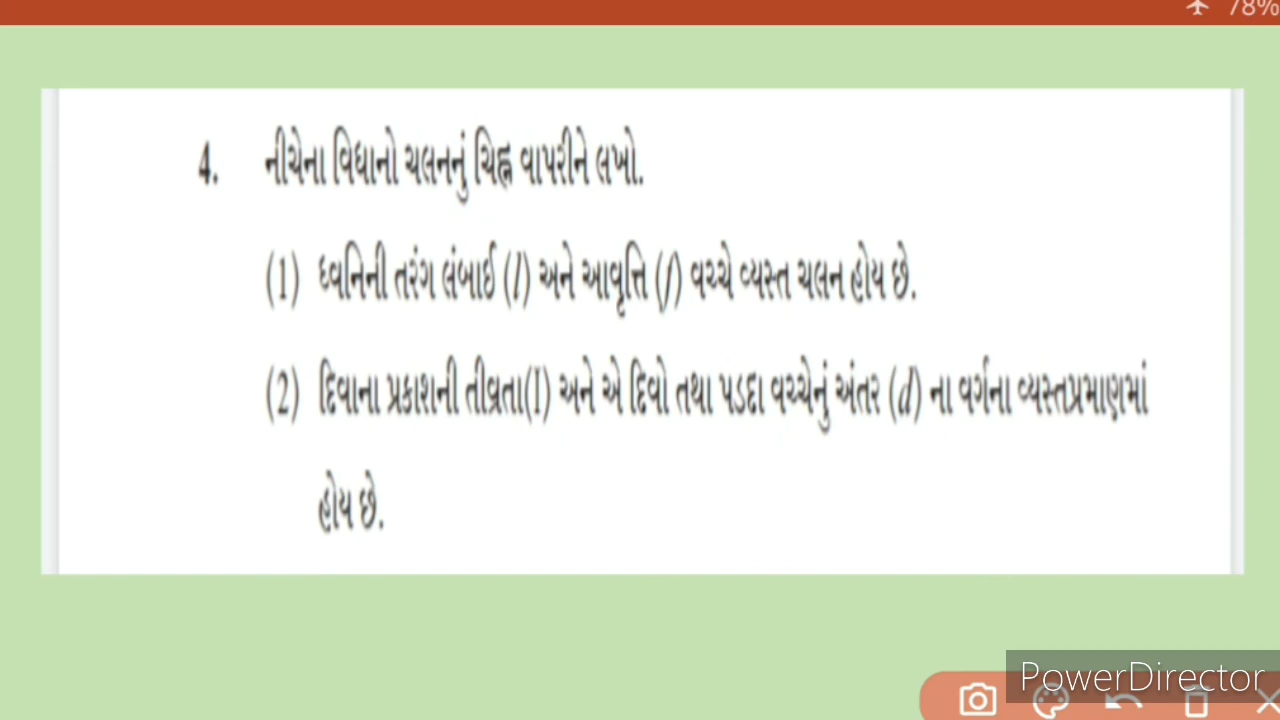 78%
4. નીચેના વિધાનો ચલનનું ચિહ્ન વાપરીને લખો.
(1) ધ્વનિની તરંગ લંબાઈ (l) અને આવૃત્તિ (f) વચ્ચે વ્યસ્ત ચલન હોય છે.
(2) દિવાના પ્રકાશની તીવ્રતા(I) અને એ દિવો તથા પડદા વચ્ચેનું અંતર (d) ના વર્ગના વ્યસ્તપ્રમાણમાં
હોય છે.
PowerDirector